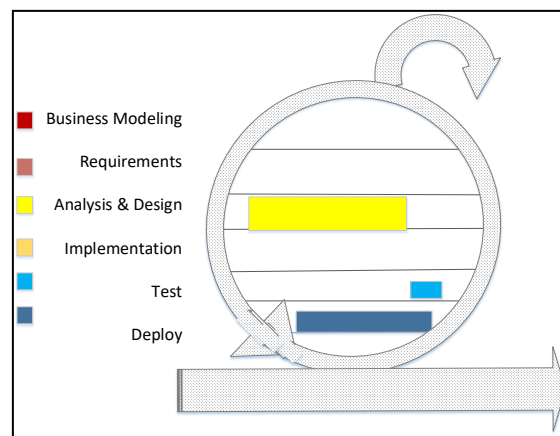 Business Modeling
Requirements
Analysis & Design
Implementation
Test
Deploy